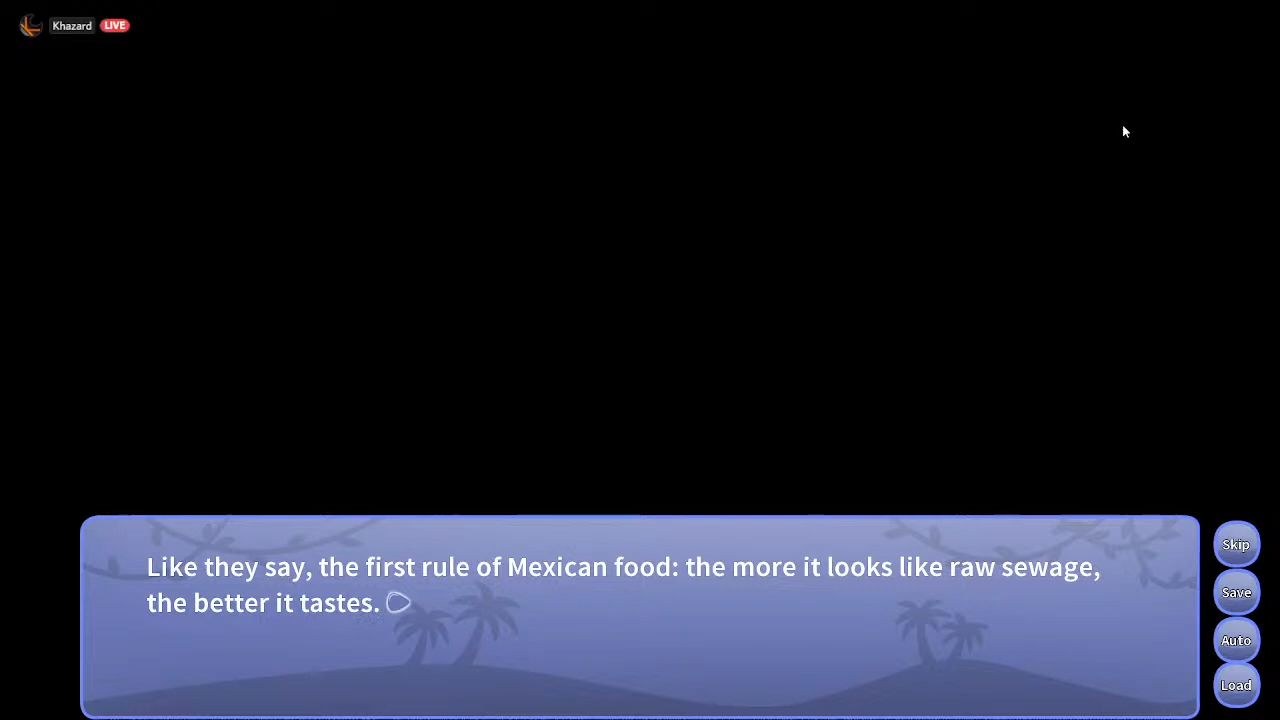 Khazard LIVE
Like they say, the first rule of Mexican food: the more it looks like raw sewage,
the better it tastes.
Skip
Save
Auto
Load